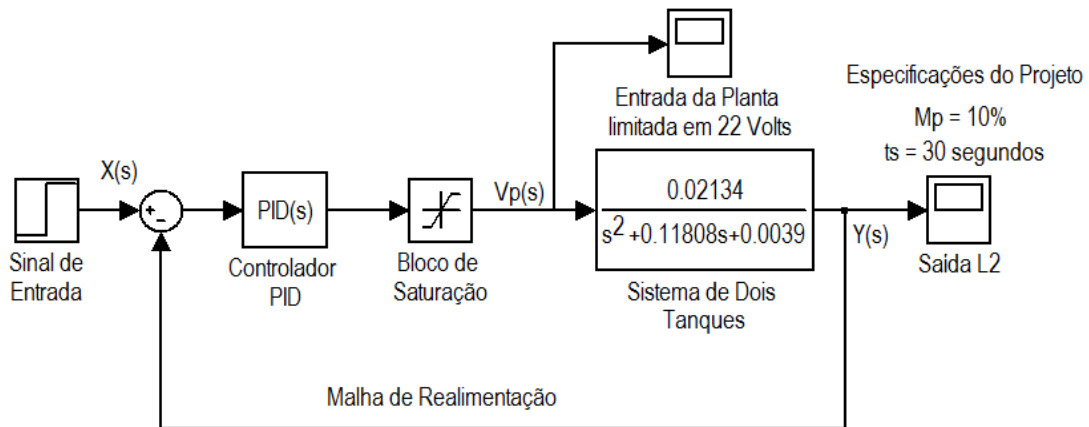 Especificações do Projeto
Mp = 10%
ts = 30 segundos
Entrada da Planta
limitada em 22 Volts
X(s)
+
-
PID(s)
Vp(s)
0.02134
s² +0.11808s+0.0039
Y(s)
Sinal de
Entrada
Controlador
PID
Bloco de
Saturação
Sistema de Dois
Tanques
Saída L2
Malha de Realimentação